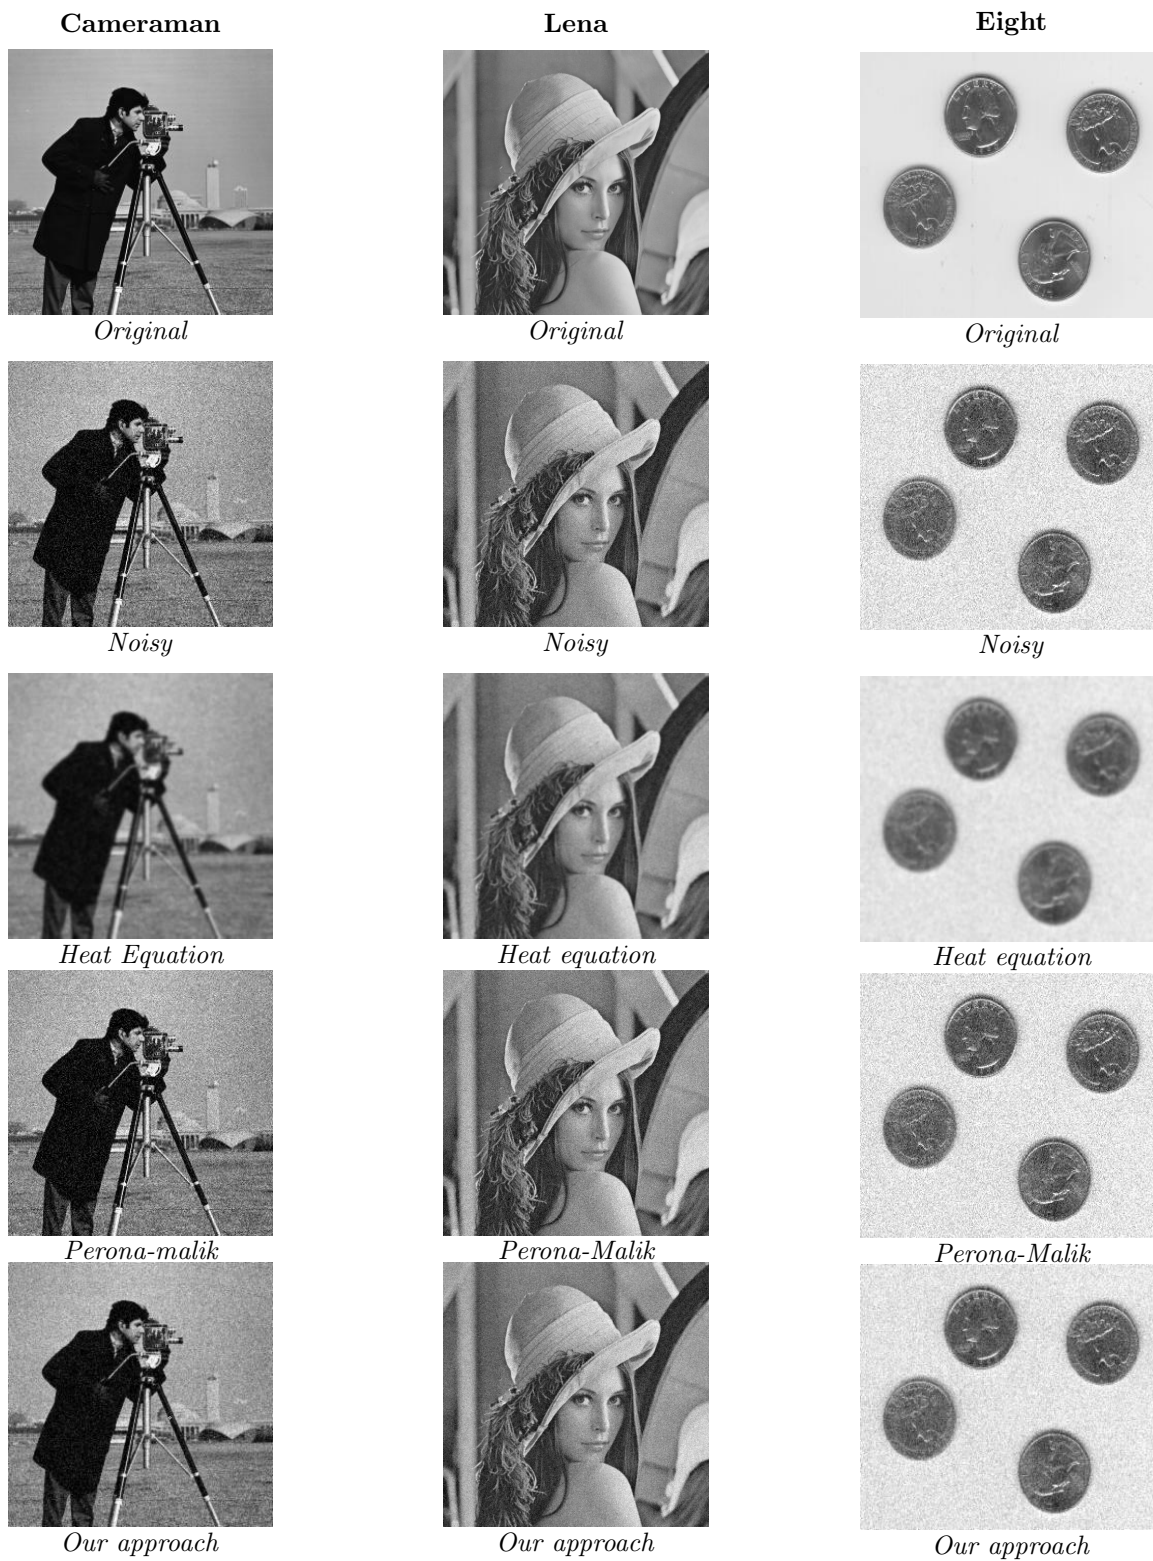 Cameraman Lena Eight
Original Original Original
Noisy Noisy Noisy
Heat Equation Heat equation Heat equation
Perona-malik Perona-Malik Perona-Malik
Our approach Our approach Our approach